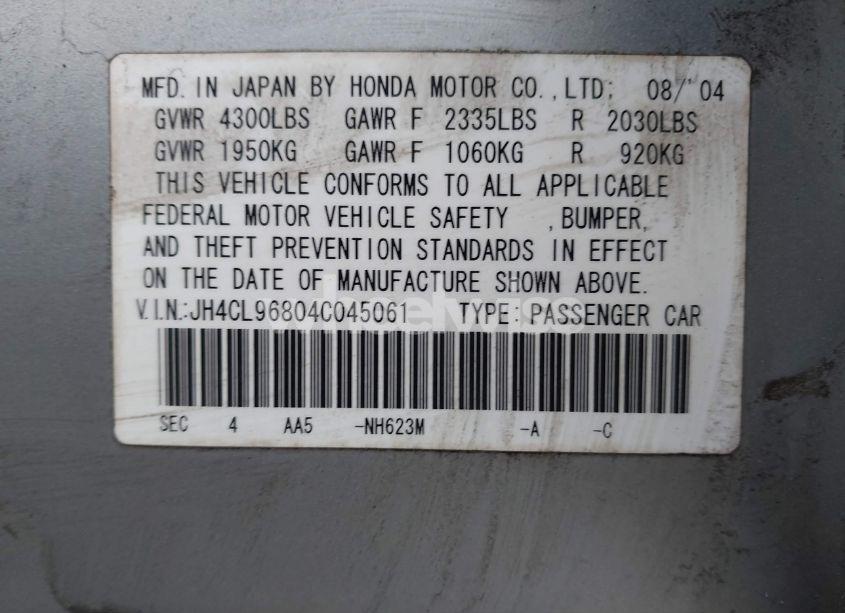 MFD. IN JAPAN BY HONDA MOTOR CO., LTD; 08/'04
GVWR 4300LBS GAWR F 2335LBS R 2030LBS
GVWR 1950KG GAWR F 1060KG R 920KG
THIS VEHICLE CONFORMS TO ALL APPLICABLE
FEDERAL MOTOR VEHICLE SAFETY , BUMPER,
AND THEFT PREVENTION STANDARDS IN EFFECT
ON THE DATE OF MANUFACTURE SHOWN ABOVE.
V.I.N.:JH4CL96804C045061 TYPE: PASSENGER CAR
wheelwiss
SEC 4 AA5 -NH623M -A -C